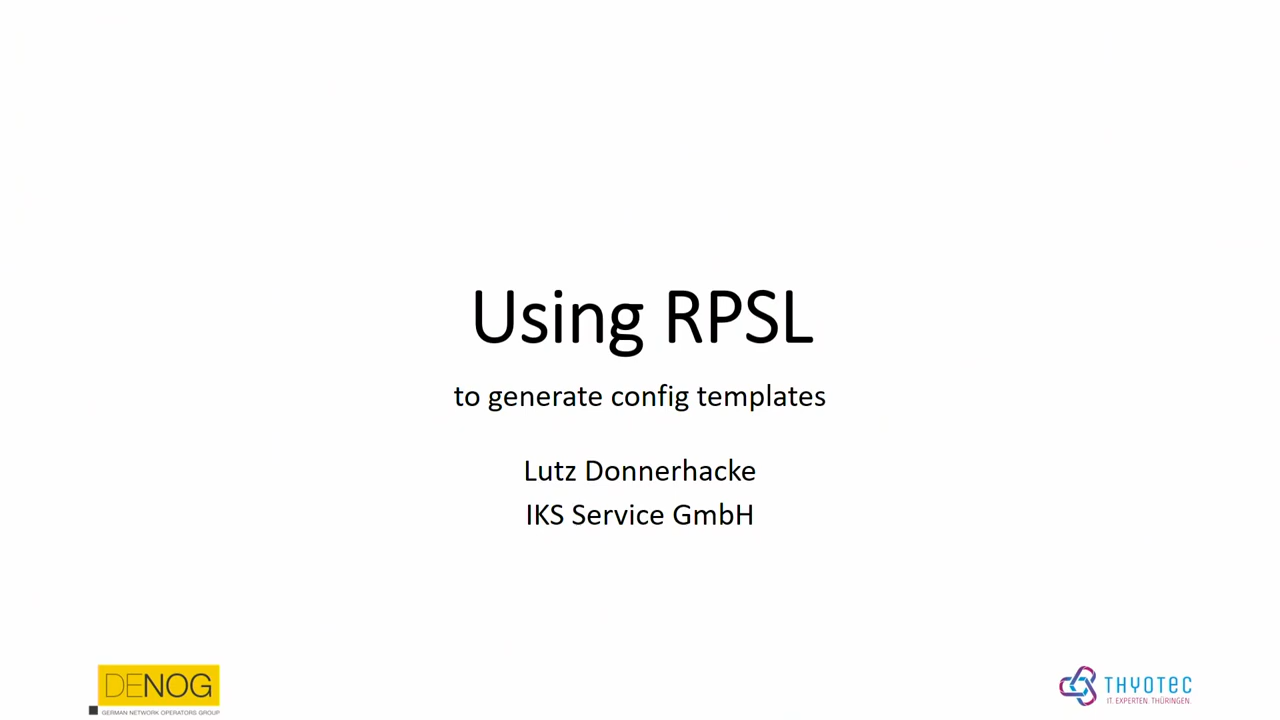 Using RPSL
to generate config templates
Lutz Donnerhacke
IKS Service GmbH
DENOG
GERMAN NETWORK OPERATORS GROUP
THYOTEC
IT. EXPERTEN. THÜRINGEN.